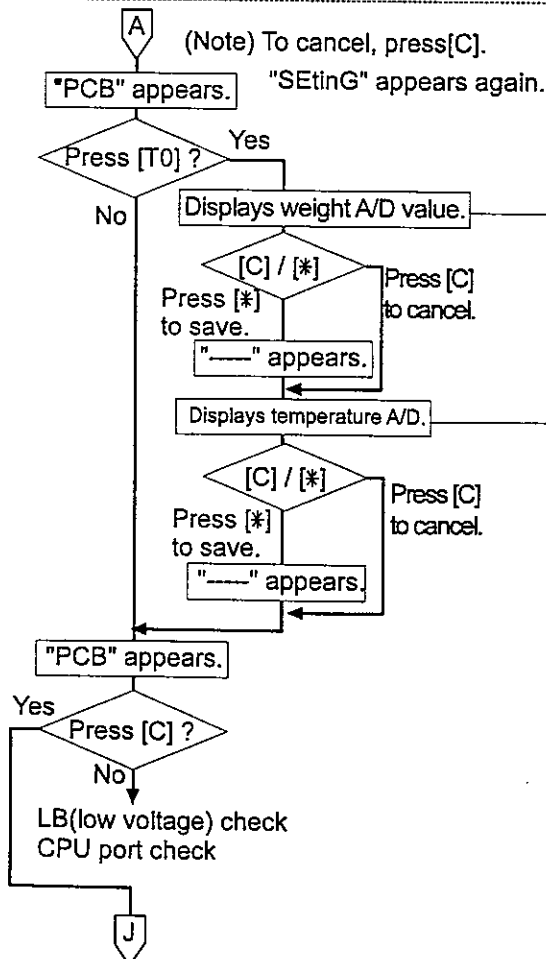 A
(Note) To cancel, press[C].
"SEtinG" appears again.
"PCB" appears.
Press [T0] ?
Yes
No
Displays weight A/D value.
[C] / [*]
Press [C]
to cancel.
Press [*]
to save.
"-----" appears.
Displays temperature A/D.
[C] / [*]
Press [C]
to cancel.
Press [*]
to save.
"-----" appears.
"PCB" appears.
Yes
Press [C] ?
No
LB(low voltage) check
CPU port check
J